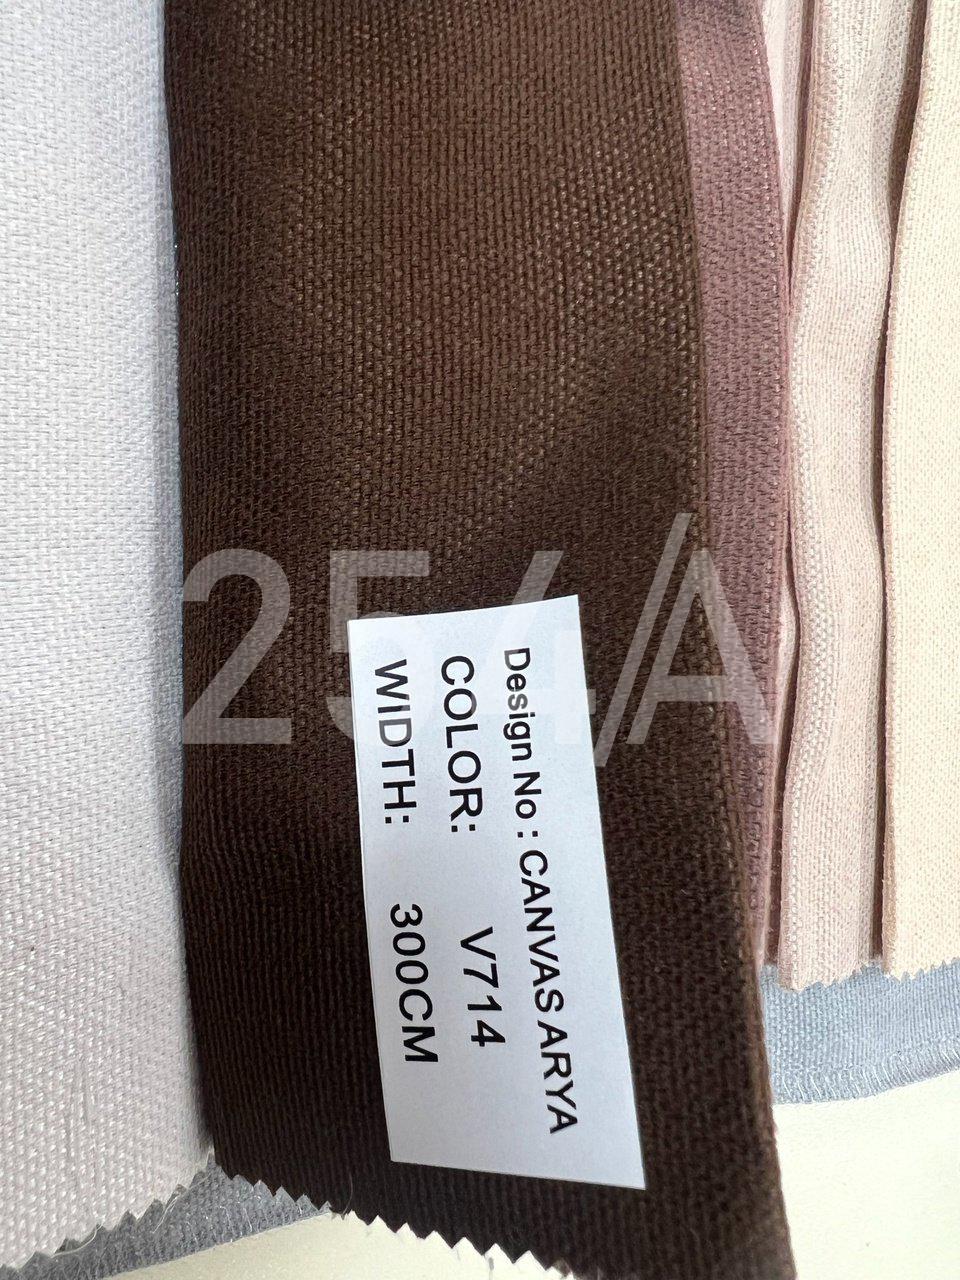 Design No : CANVAS ARYA
COLOR: V714
WIDTH: 300CM
254/A